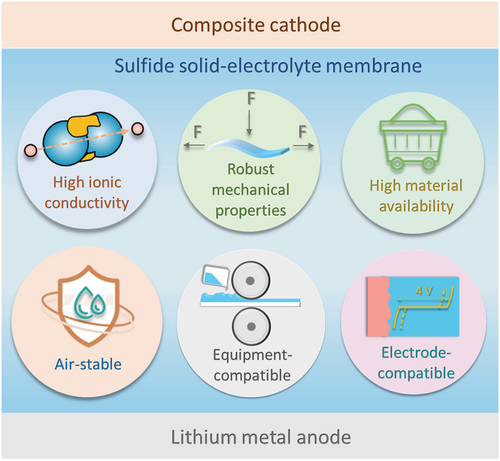 Composite cathode
Sulfide solid-electrolyte membrane
High ionic
conductivity
F
F
F
Robust
mechanical
properties
High material
availability
Air-stable
Equipment-
compatible
4 V
Electrode-
compatible
Lithium metal anode